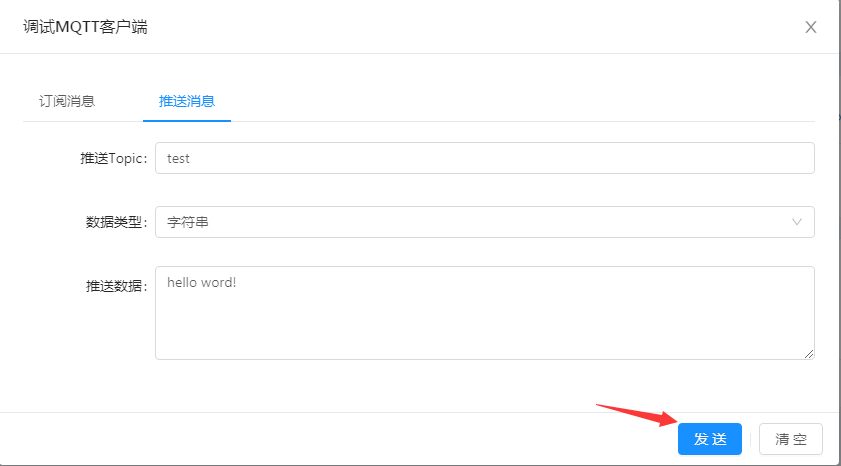 调试MQTT客户端
订阅消息 推送消息
推送Topic: test
数据类型: 字符串
推送数据: hello word!
发 送 清 空